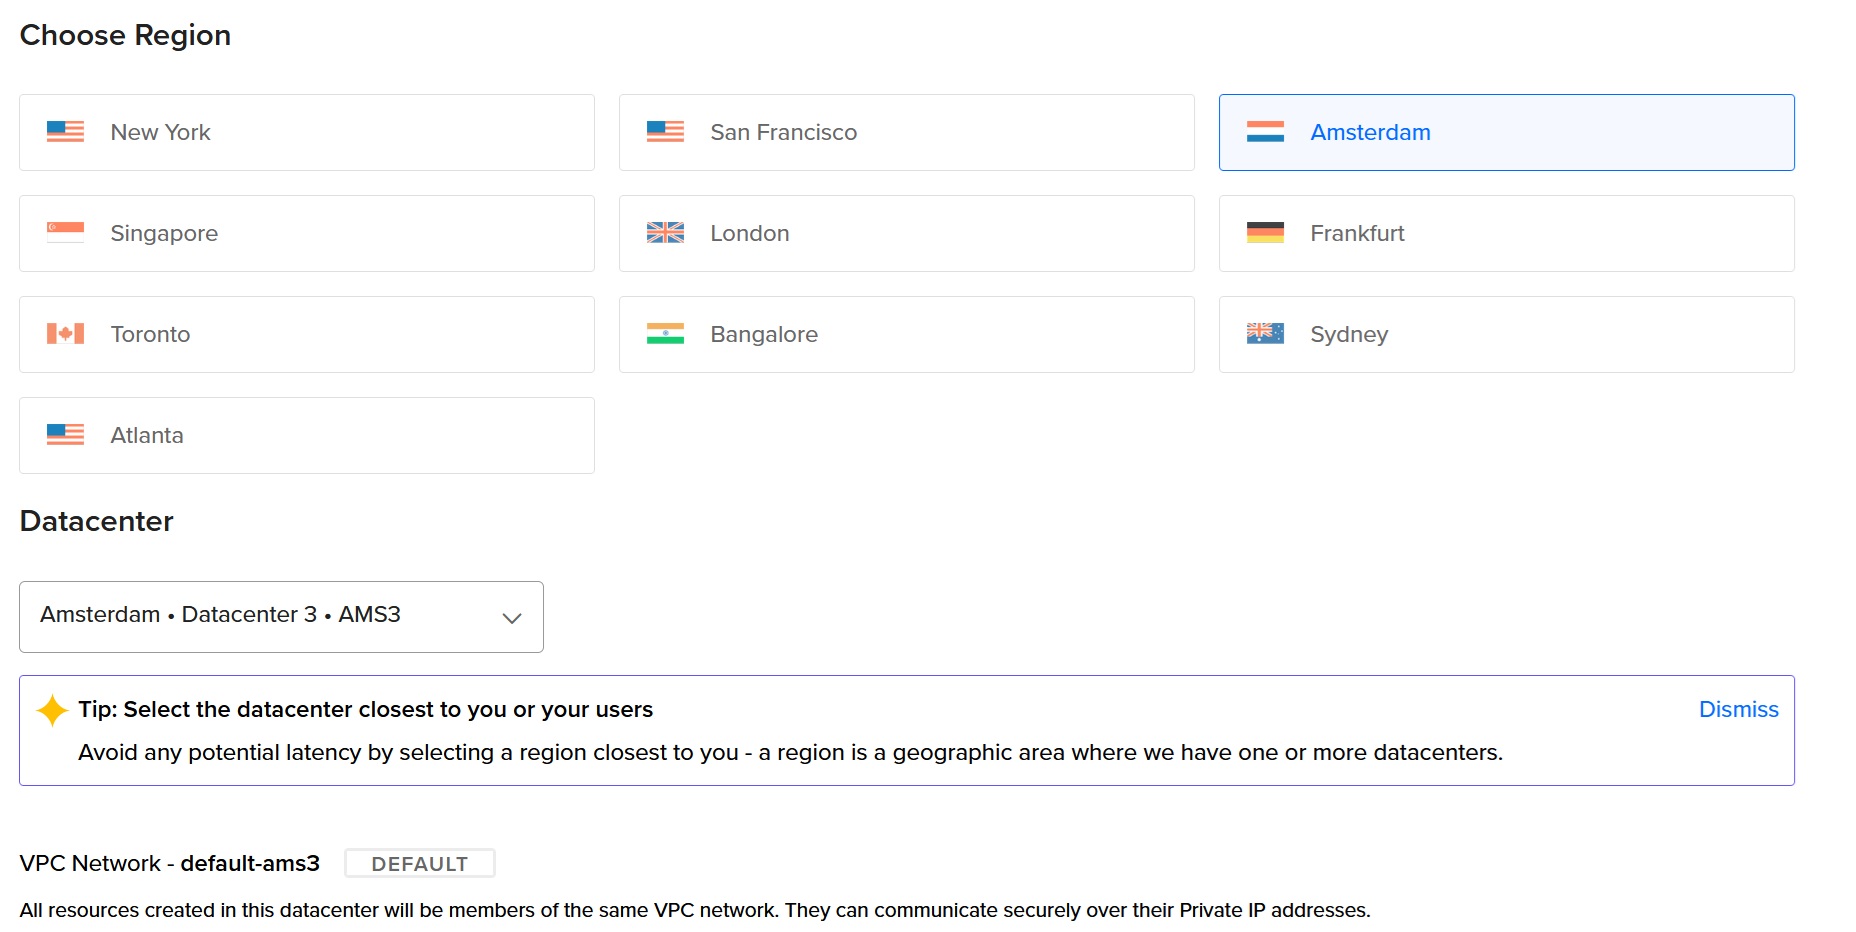 Choose Region
New York
San Francisco
Amsterdam
Singapore
London
Frankfurt
Toronto
Bangalore
Sydney
Atlanta
Datacenter
Amsterdam • Datacenter 3 • AMS3
Tip: Select the datacenter closest to you or your users
Dismiss
Avoid any potential latency by selecting a region closest to you - a region is a geographic area where we have one or more datacenters.
VPC Network - default-ams3 DEFAULT
All resources created in this datacenter will be members of the same VPC network. They can communicate securely over their Private IP addresses.